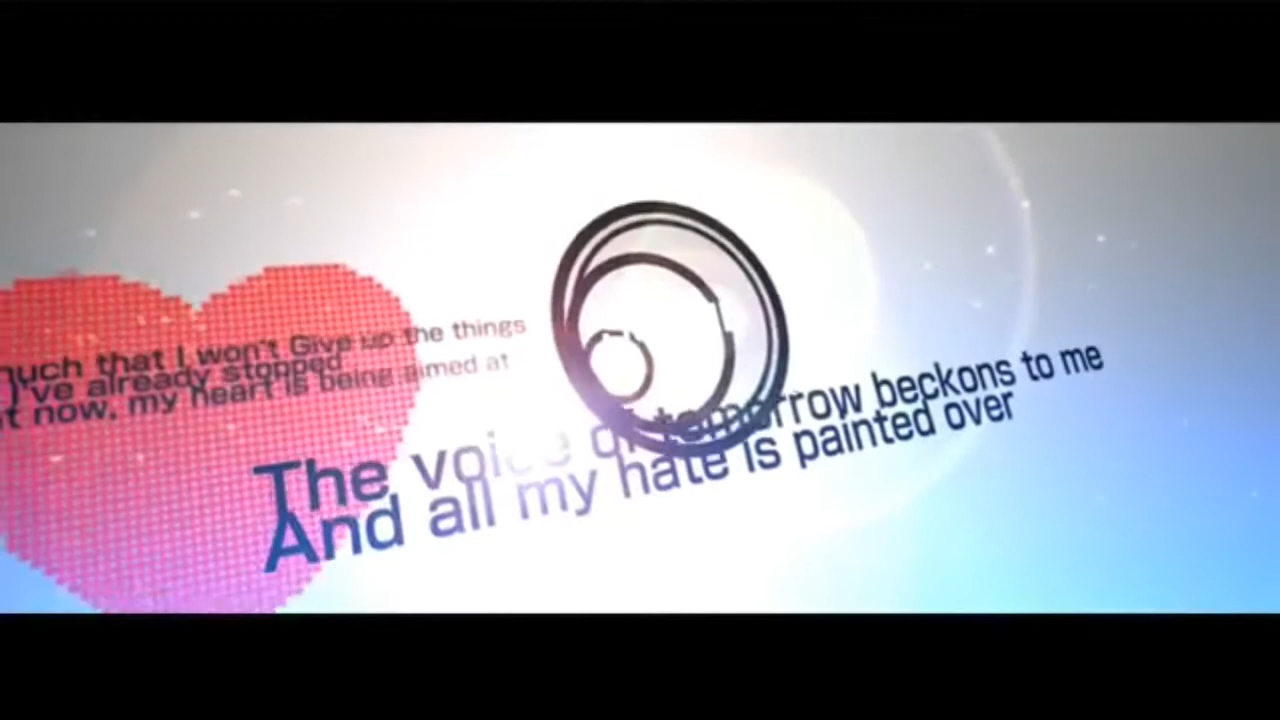 much that I won't Give up the things
I've already stopped
t now, my heart is being aimed at
The voice of tomorrow beckons to me
And all my hate is painted over